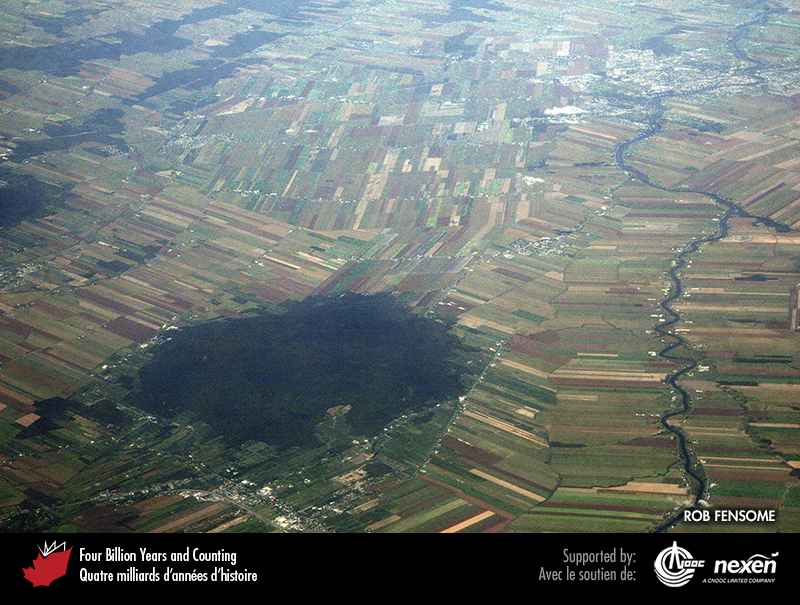 ROB FENSOME
Four Billion Years and Counting
Quatre milliards d'années d'histoire
Supported by:
Avec le soutien de:
CNOOC
nexen
A CNOOC LIMITED COMPANY